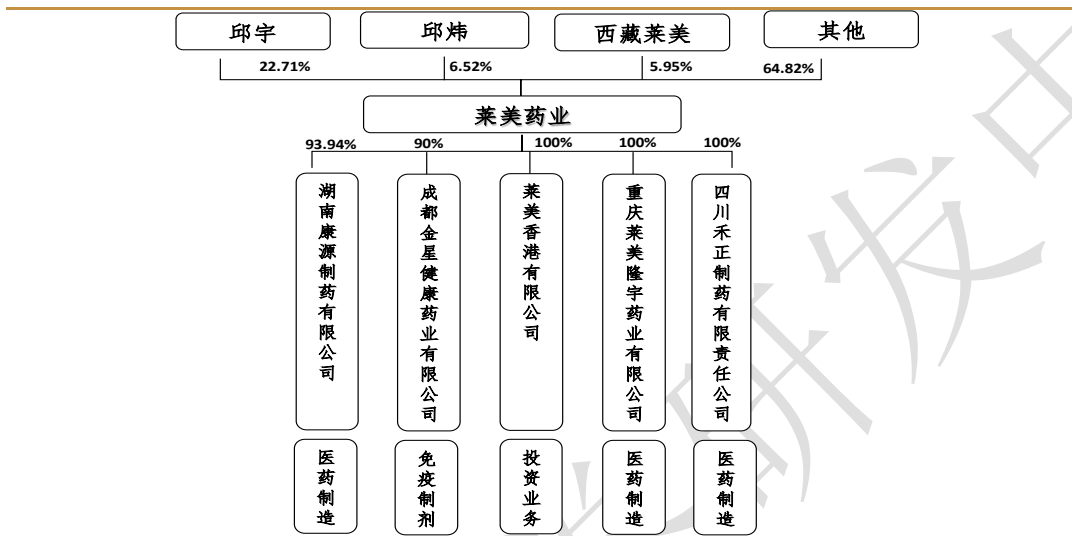 邱宇
邱炜
西藏莱美
其他
22.71%
6.52%
5.95%
64.82%
莱美药业
93.94%
90%
100%
100%
100%
湖南康源制药有限公司
成都金星健康药业有限公司
莱美香港有限公司
重庆莱美隆宇药业有限公司
四川禾正制药有限责任公司
医药制造
免疫制剂
投资业务
医药制造
医药制造
研发中